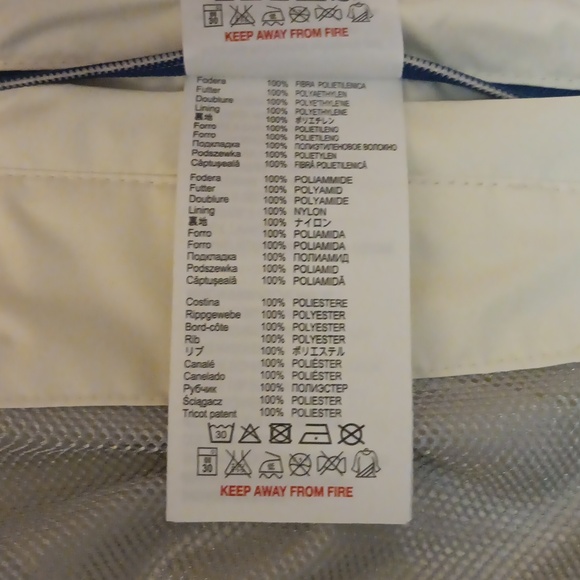 KEEP AWAY FROM FIRE
Fodera 100% FIBRA POLIETILENICA
Futter 100% POLYAETHYLEN
Doublure 100% POLYETHYLENE
Lining 100% POLYETHYLENE
裏地 100% ポリエチレン
Forro 100% POLIETILENO
Forro 100% POLIETILENO
Подкладка 100% ПОЛИЭТИЛЕНОВОЕ ВОЛОКНО
Podszewka 100% POLIETYLEN
Căptuşeală 100% FIBRĂ POLIETILENICĂ
Fodera 100% POLIAMMIDE
Futter 100% POLYAMID
Doublure 100% POLYAMIDE
Lining 100% NYLON
裏地 100% ナイロン
Forro 100% POLIAMIDA
Forro 100% POLIAMIDA
Подкладка 100% ПОЛИАМИД
Podszewka 100% POLIAMID
Căptuşeală 100% POLIAMIDĂ
Costina 100% POLIESTERE
Rippgewebe 100% POLYESTER
Bord-côte 100% POLYESTER
Rib 100% POLYESTER
リブ 100% ポリエステル
Canalé 100% POLIÉSTER
Canelado 100% POLIÉSTER
Рубчик 100% ПОЛИЭСТЕР
Ściągacz 100% POLIESTER
Tricot patent 100% POLIESTER
30
30
KEEP AWAY FROM FIRE